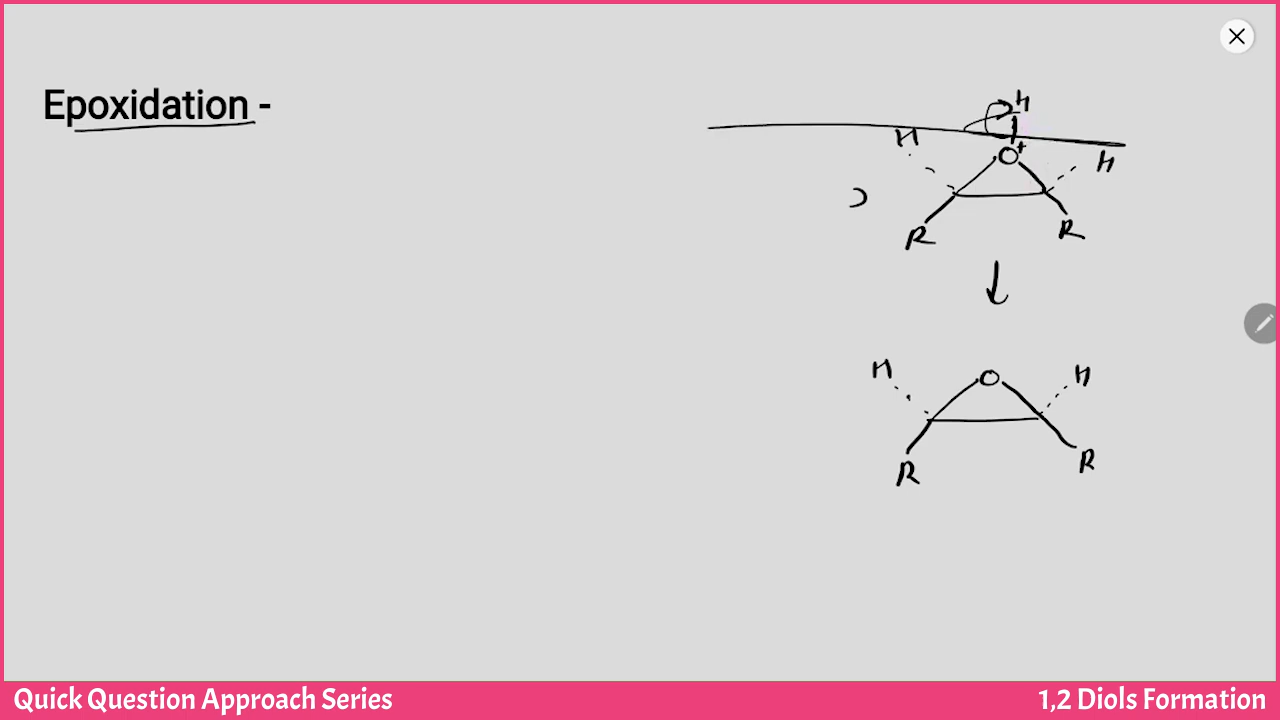 Epoxidation -
H
H
O+
H
R
R
H
O
H
R
R
Quick Question Approach Series
1,2 Diols Formation